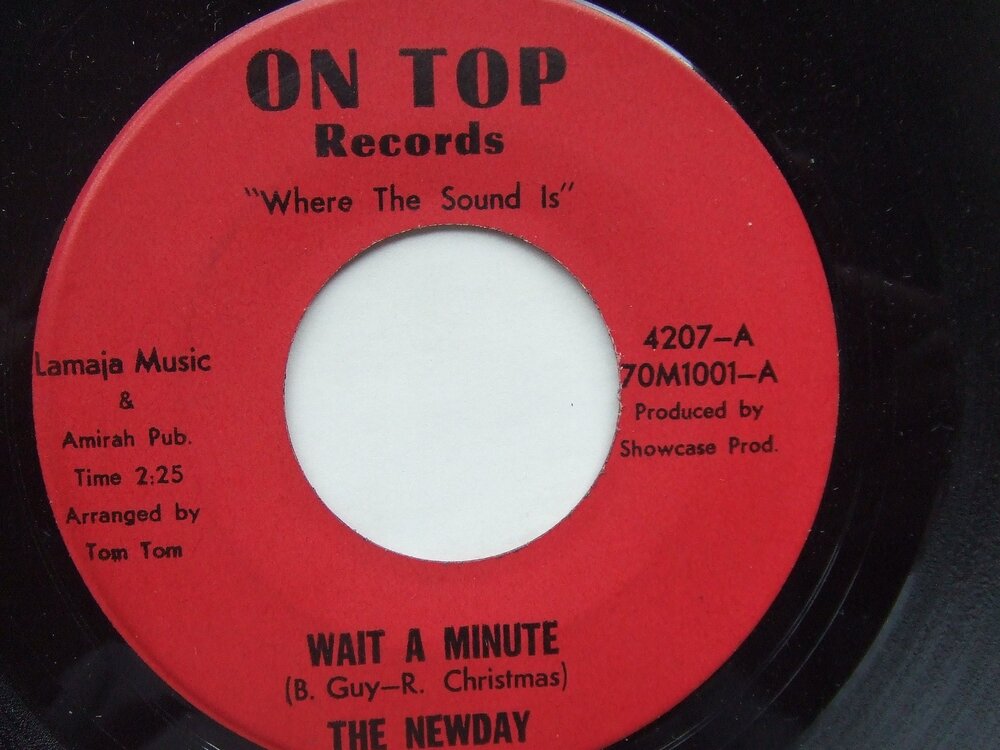 ON TOP
Records
"Where The Sound Is"
Lamaja Music
&
Amirah Pub.
Time 2:25
Arranged by
Tom Tom
4207-A
70M1001-A
Produced by
Showcase Prod.
WAIT A MINUTE
(B. Guy-R. Christmas)
THE NEWDAY